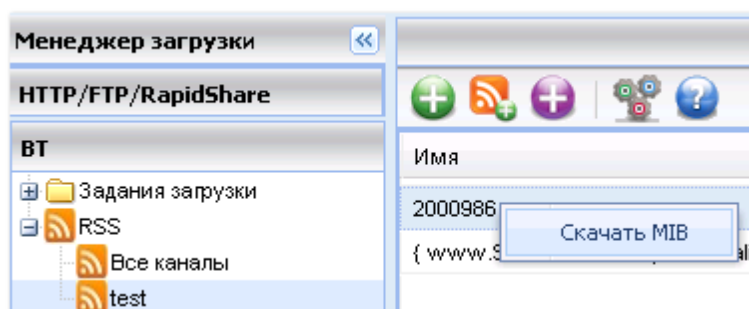 Менеджер загрузки
HTTP/FTP/RapidShare
BT
Задания загрузки
RSS
Все каналы
test
Имя
2000986
Скачать MIB
{ www.